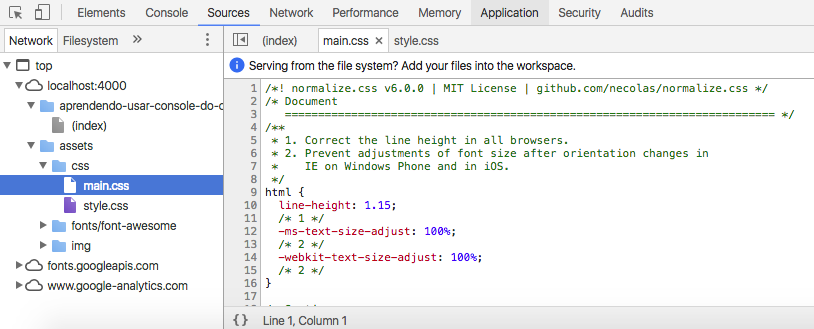 Elements Console Sources Network Performance Memory Application Security Audits
Network Filesystem » (index) main.css × style.css
Serving from the file system? Add your files into the workspace.
top
localhost:4000
aprendendo-usar-console-do-c
(index)
assets
css
main.css
style.css
fonts/font-awesome
img
fonts.googleapis.com
www.google-analytics.com
1 /*! normalize.css v6.0.0 | MIT License | github.com/necolas/normalize.css */
2 /* Document
3 ========================================================================== */
4 /**
5 * 1. Correct the line height in all browsers.
6 * 2. Prevent adjustments of font size after orientation changes in
7 * IE on Windows Phone and in iOS.
8 */
9 html {
10 line-height: 1.15;
11 /* 1 */
12 -ms-text-size-adjust: 100%;
13 /* 2 */
14 -webkit-text-size-adjust: 100%;
15 /* 2 */
16 }
17
{} Line 1, Column 1